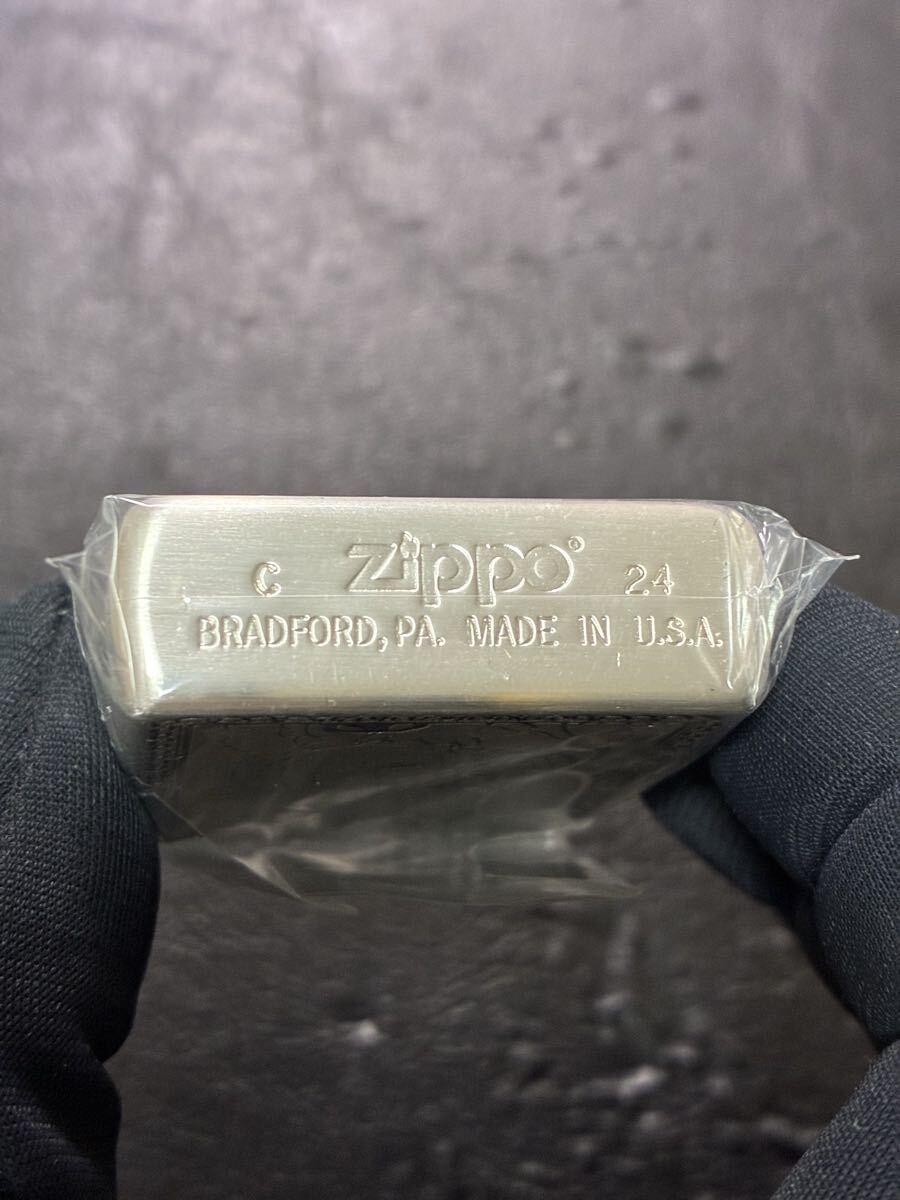 C Zippo® 24
BRADFORD, PA. MADE IN U.S.A.